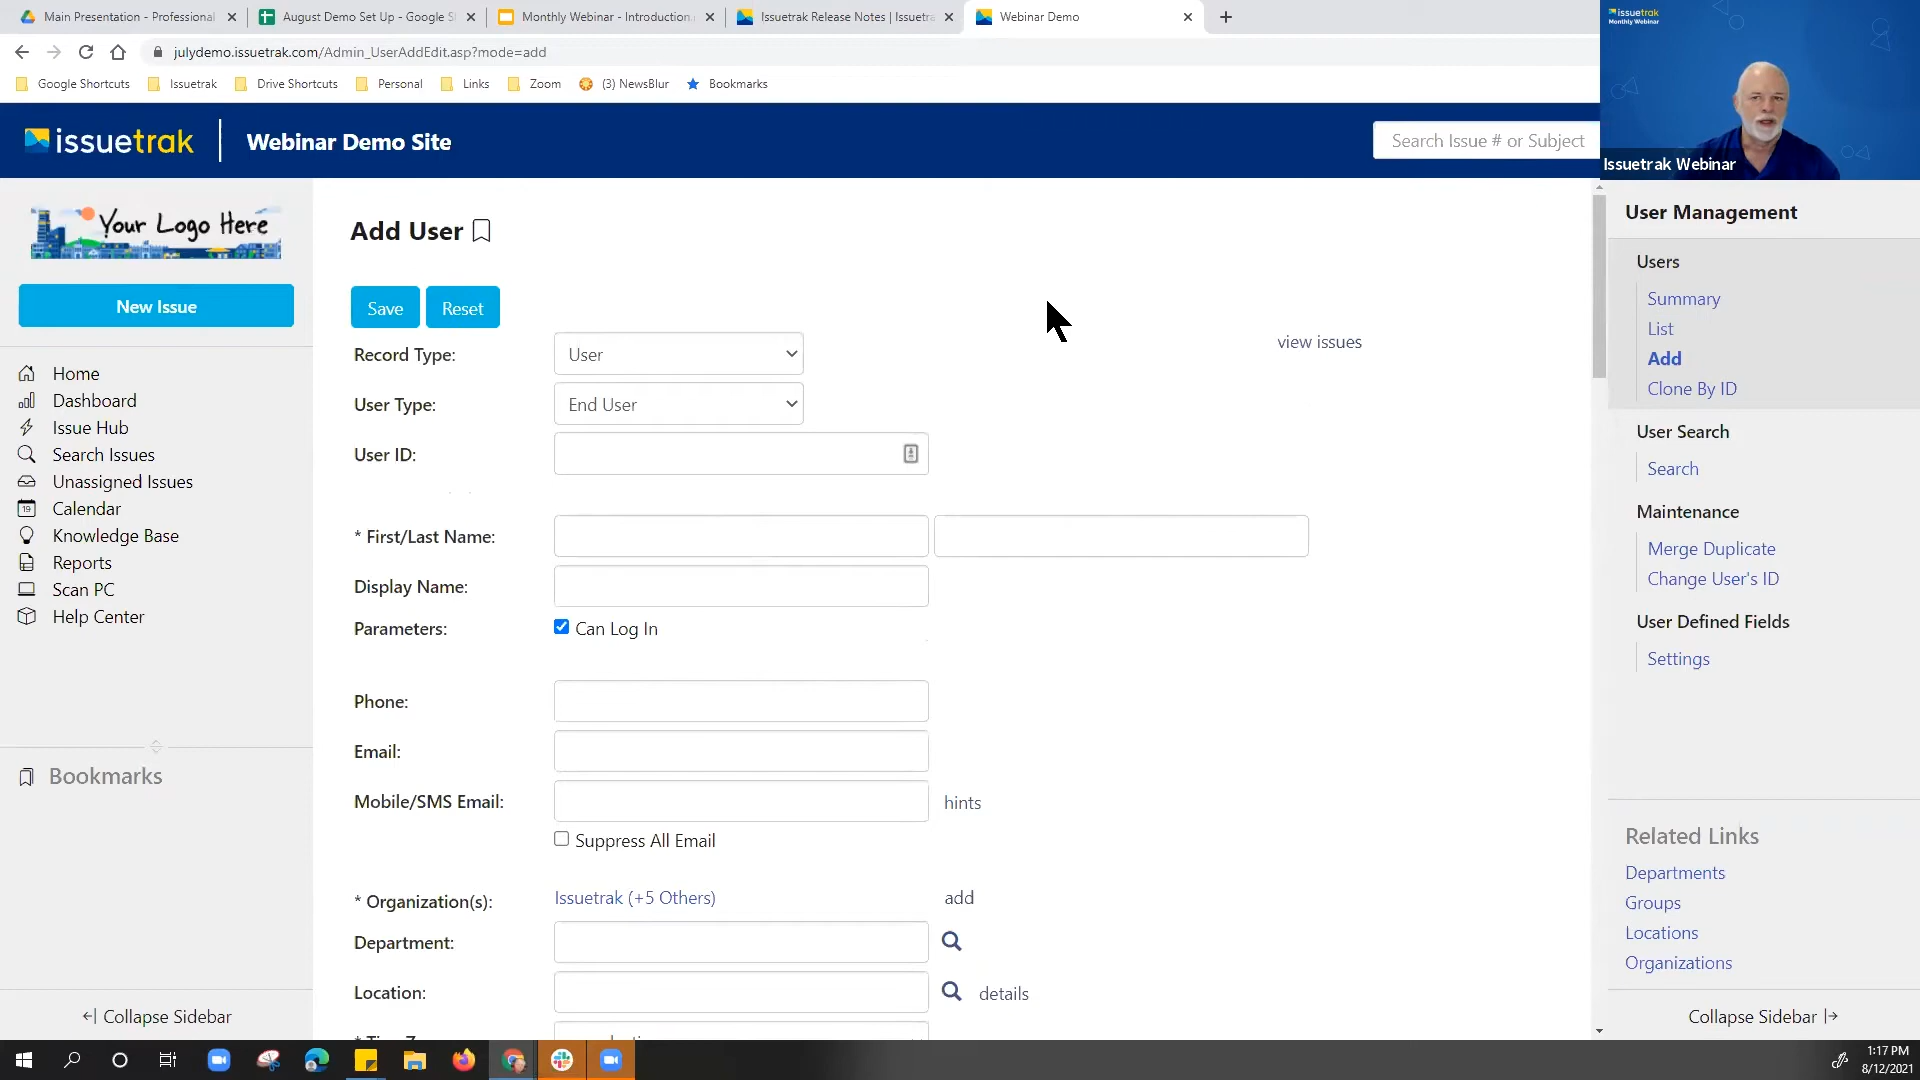 Main Presentation - Professional
August Demo Set Up - Google S
Monthly Webinar - Introduction
Issuetrak Release Notes | Issuetra
Webinar Demo
julydemo.issuetrak.com/Admin_UserAddEdit.asp?mode=add
Google Shortcuts
Issuetrak
Drive Shortcuts
Personal
Links
Zoom
(3) NewsBlur
Bookmarks
issuetrak
Webinar Demo Site
Search Issue # or Subject
issuetrak
Monthly Webinar
Issuetrak Webinar
Your Logo Here
New Issue
Home
Dashboard
Issue Hub
Search Issues
Unassigned Issues
19
Calendar
Knowledge Base
Reports
Scan PC
Help Center
Bookmarks
Collapse Sidebar
Add User
Save
Reset
Record Type:
User
view issues
User Type:
End User
User ID:
* First/Last Name:
Display Name:
Parameters:
Can Log In
Phone:
Email:
Mobile/SMS Email:
hints
Suppress All Email
* Organization(s):
Issuetrak (+5 Others)
add
Department:
Location:
details
User Management
Users
Summary
List
Add
Clone By ID
User Search
Search
Maintenance
Merge Duplicate
Change User's ID
User Defined Fields
Settings
Related Links
Departments
Groups
Locations
Organizations
Collapse Sidebar
1:17 PM
8/12/2021